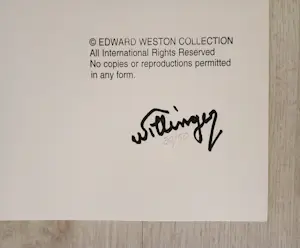 © EDWARD WESTON COLLECTION
All International Rights Reserved
No copies or reproductions permitted
in any form.
Willinger